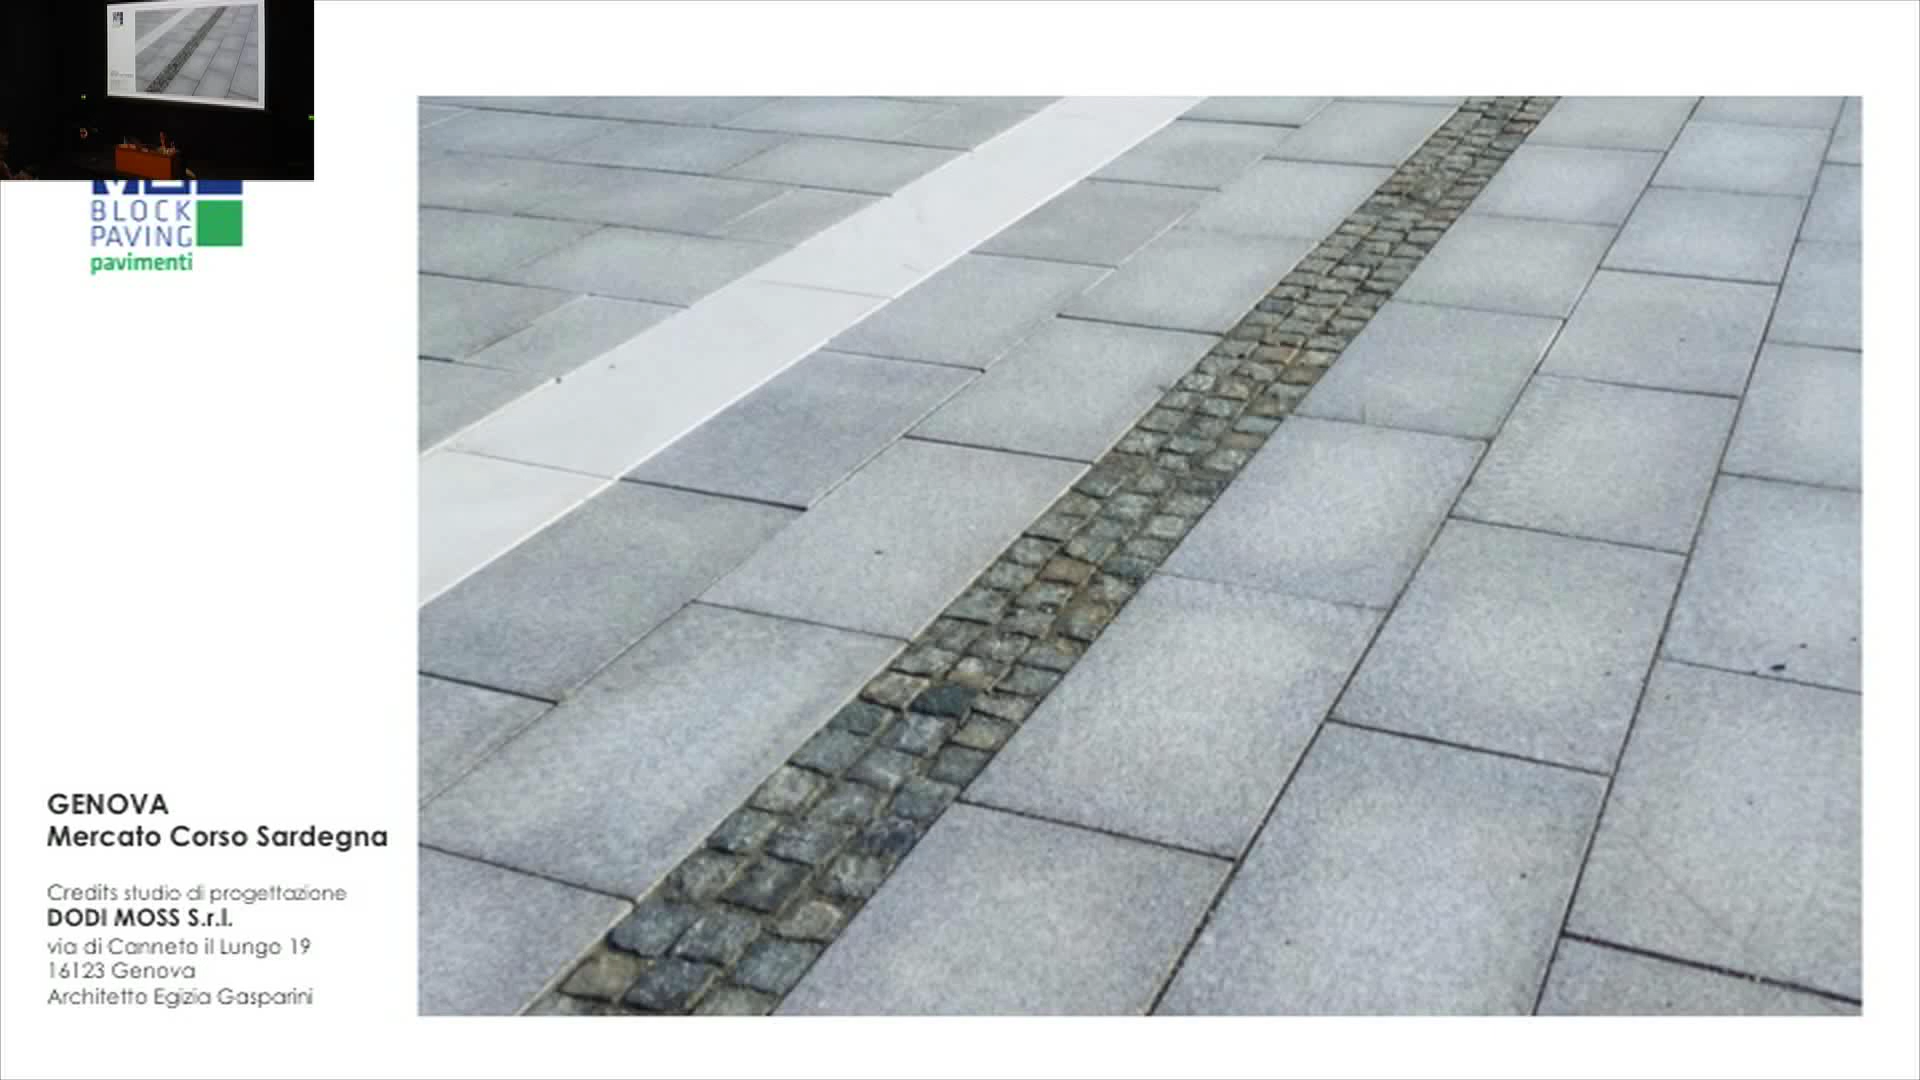 BLOCK
PAVING
pavimenti
GENOVA
Mercato Corso Sardegna
Credits studio di progettazione
DODI MOSS S.r.l.
via di Canneto il Lungo 19
16123 Genova
Architetto Egizia Gasparini